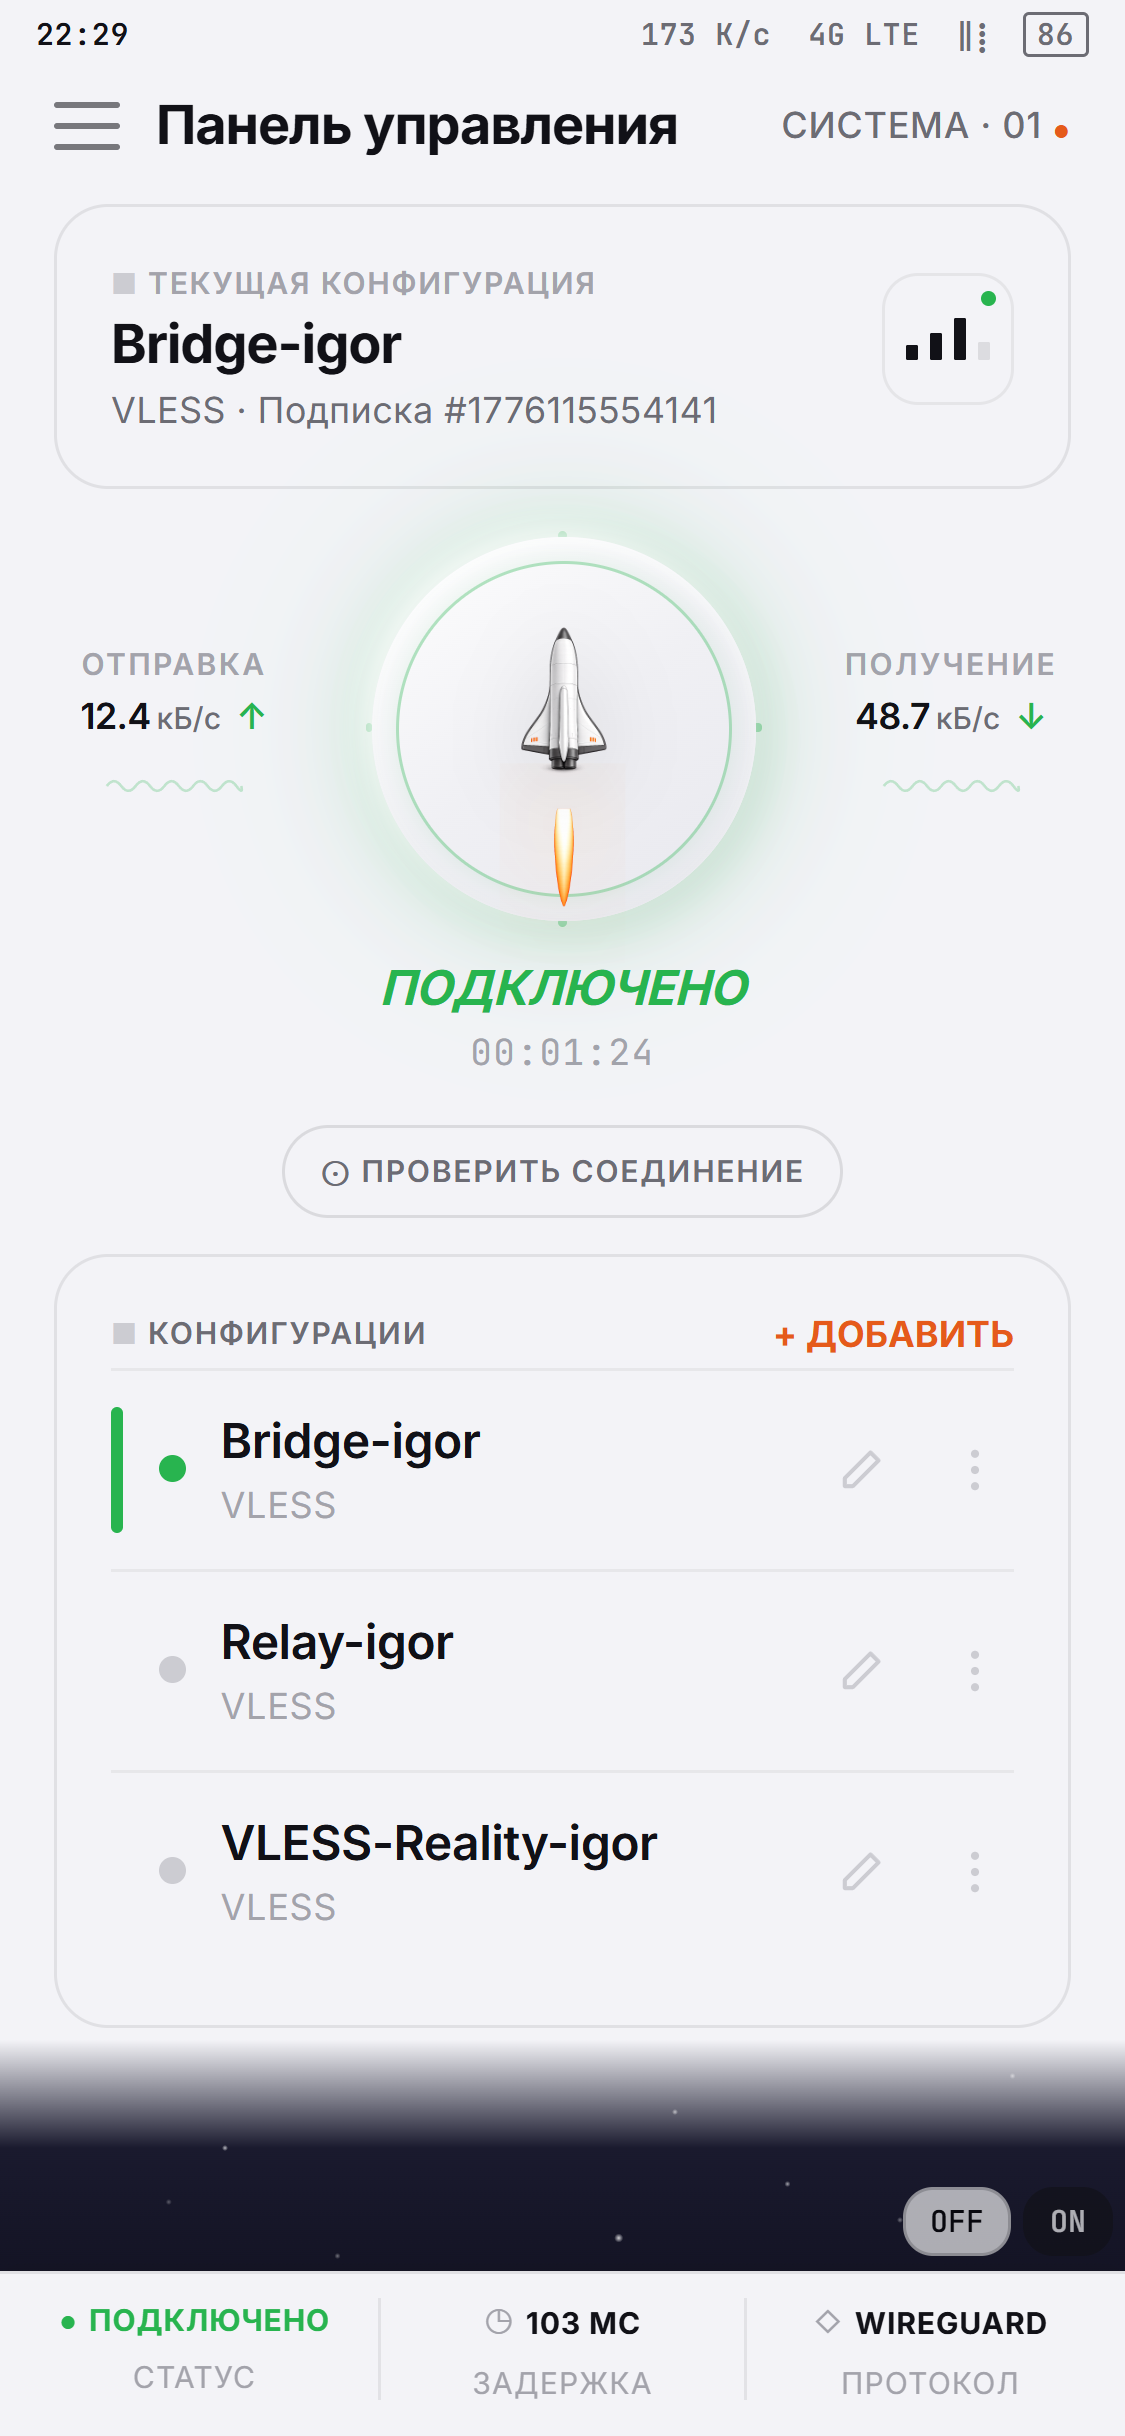 22:29 173 К/с 4G LTE 86
Панель управления СИСТЕМА · 01
ТЕКУЩАЯ КОНФИГУРАЦИЯ
Bridge-igor
VLESS · Подписка #1776115554141
ОТПРАВКА ПОЛУЧЕНИЕ
12.4 кБ/с ↑ 48.7 кБ/с ↓
ПОДКЛЮЧЕНО
00:01:24
ПРОВЕРИТЬ СОЕДИНЕНИЕ
КОНФИГУРАЦИИ + ДОБАВИТЬ
Bridge-igor
VLESS
Relay-igor
VLESS
VLESS-Reality-igor
VLESS
OFF ON
ПОДКЛЮЧЕНО 103 МС WIREGUARD
СТАТУС ЗАДЕРЖКА ПРОТОКОЛ